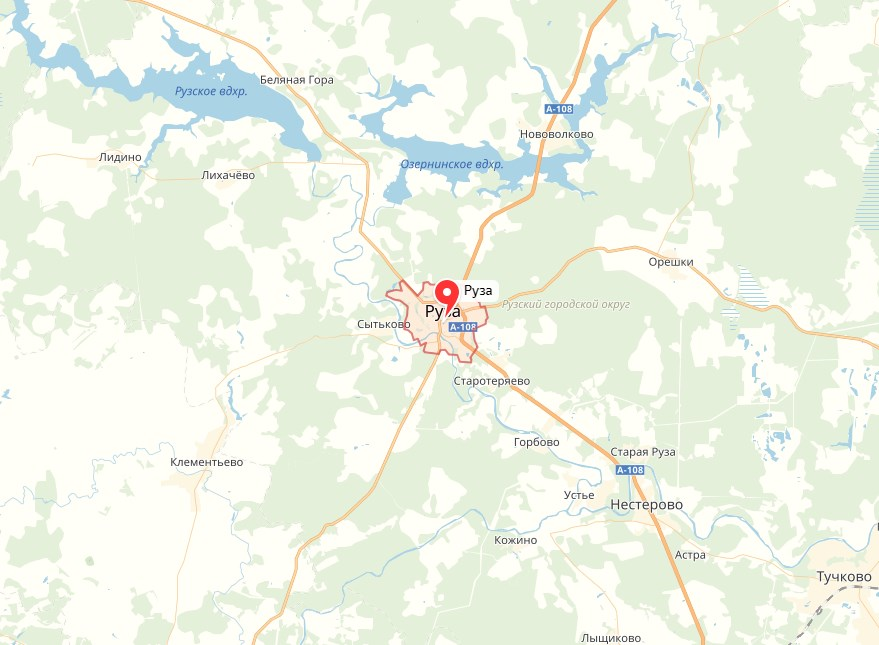 Беляная Гора
Рузское вдхр.
А-108
Нововолково
Лидино
Озернинское вдхр.
Лихачёво
Орешки
Руза
Рузский городской округ
Руза
Сытьково
А-108
Старотеряево
Горбово
Старая Руза
Клементьево
А-108
Устье
Нестерово
Кожино
Астра
Тучково
Лыщиково